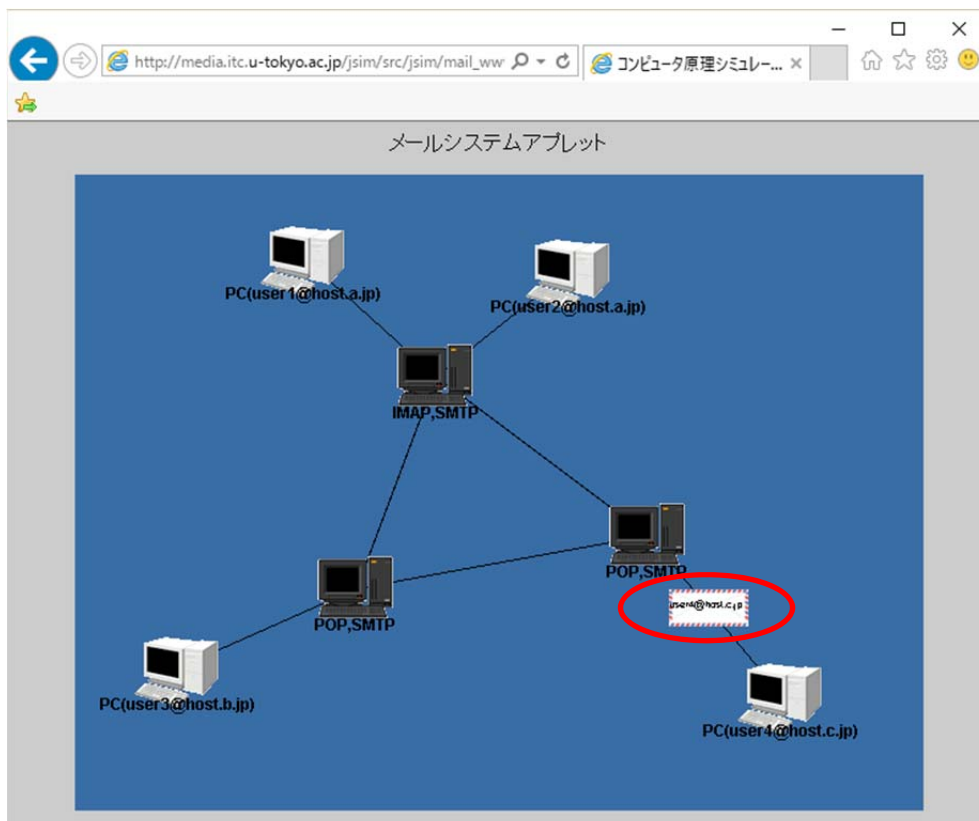 http://media.itc.u-tokyo.ac.jp/jsim/src/jsim/mail_ww
コンピュータ原理シミュレー...
メールシステムアプレット
PC(user1@host.a.jp)
PC(user2@host.a.jp)
IMAP,SMTP
POP,SMTP
user4@host.c.jp
POP,SMTP
PC(user3@host.b.jp)
PC(user4@host.c.jp)